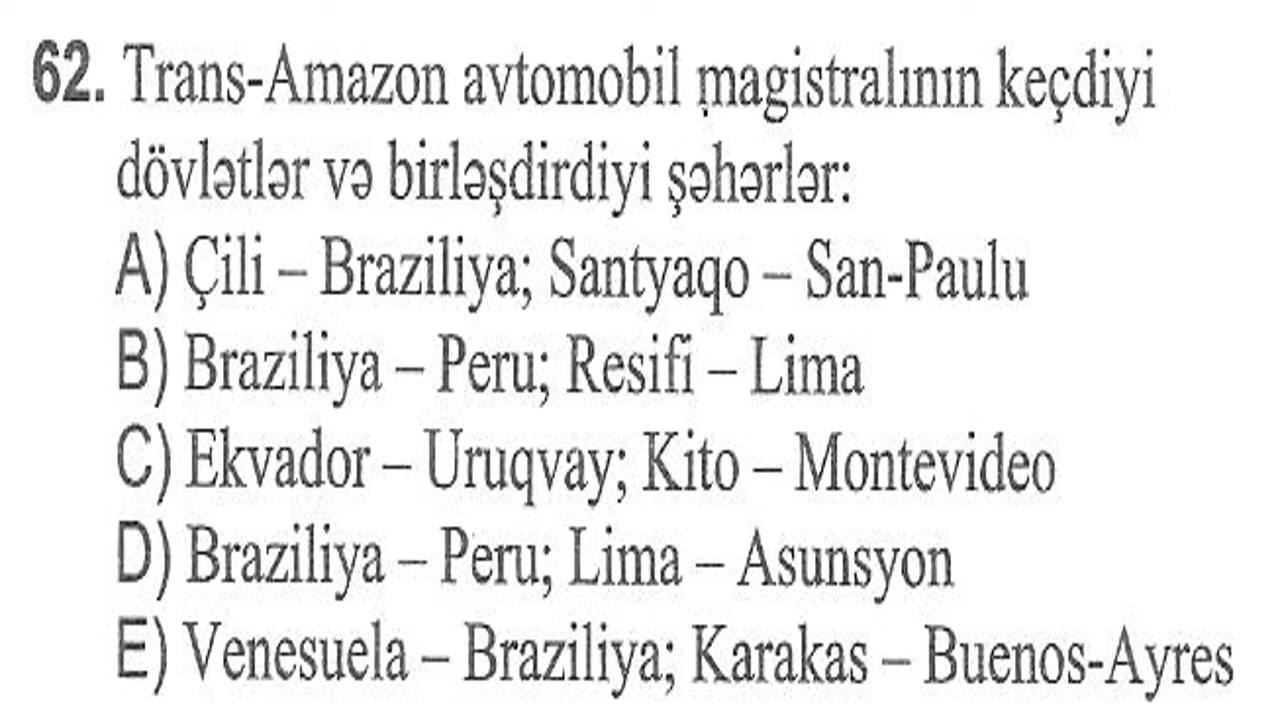 62. Trans-Amazon avtomobil magistralının keçdiyi
dövlətlər və birləşdirdiyi şəhərlər:
A) Çili – Braziliya; Santyaqo – San-Paulu
B) Braziliya – Peru; Resifi – Lima
C) Ekvador – Uruqvay; Kito – Montevideo
D) Braziliya – Peru; Lima – Asunsyon
E) Venesuela – Braziliya; Karakas – Buenos-Ayres